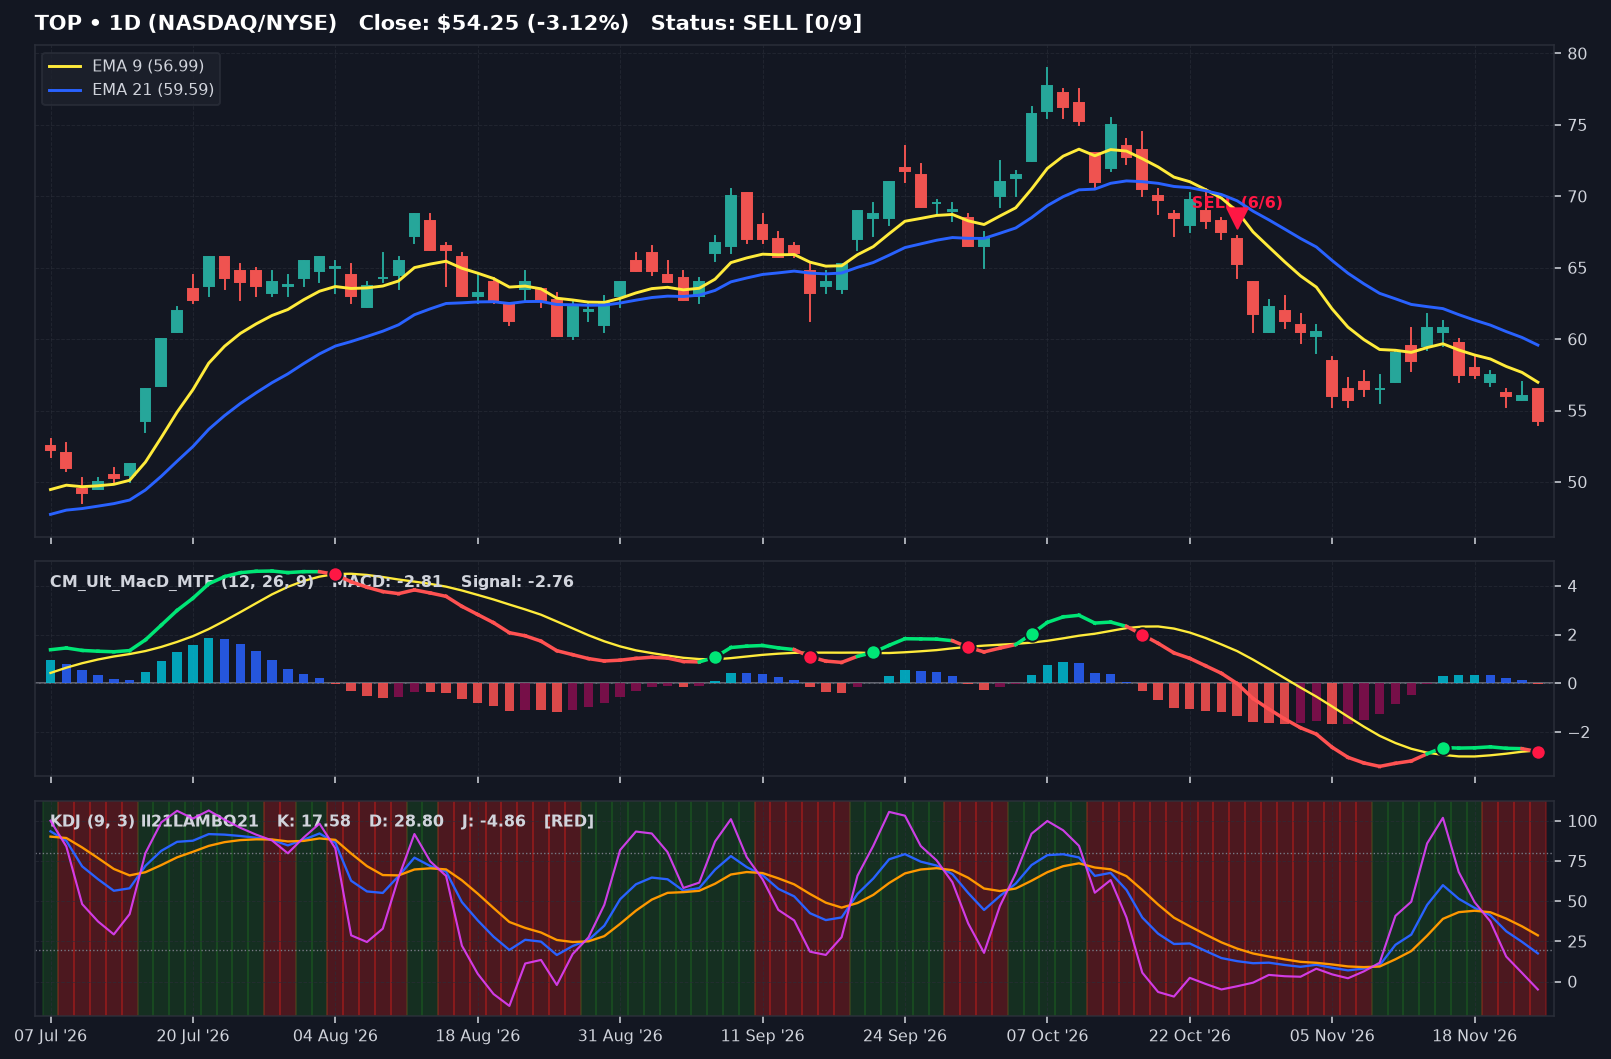 TOP • 1D (NASDAQ/NYSE)   Close: $54.25 (-3.12%)   Status: SELL [0/9]
EMA 9 (56.99)
EMA 21 (59.59)
80
75
70
65
60
55
50
SELL (6/6)
CM_Ult_MacD_MTF (12, 26, 9)   MACD: -2.81   Signal: -2.76
4
2
0
−2
KDJ (9, 3) II21LAMBO21   K: 17.58   D: 28.80   J: -4.86   [RED]
100
75
50
25
0
07 Jul '26
20 Jul '26
04 Aug '26
18 Aug '26
31 Aug '26
11 Sep '26
24 Sep '26
07 Oct '26
22 Oct '26
05 Nov '26
18 Nov '26